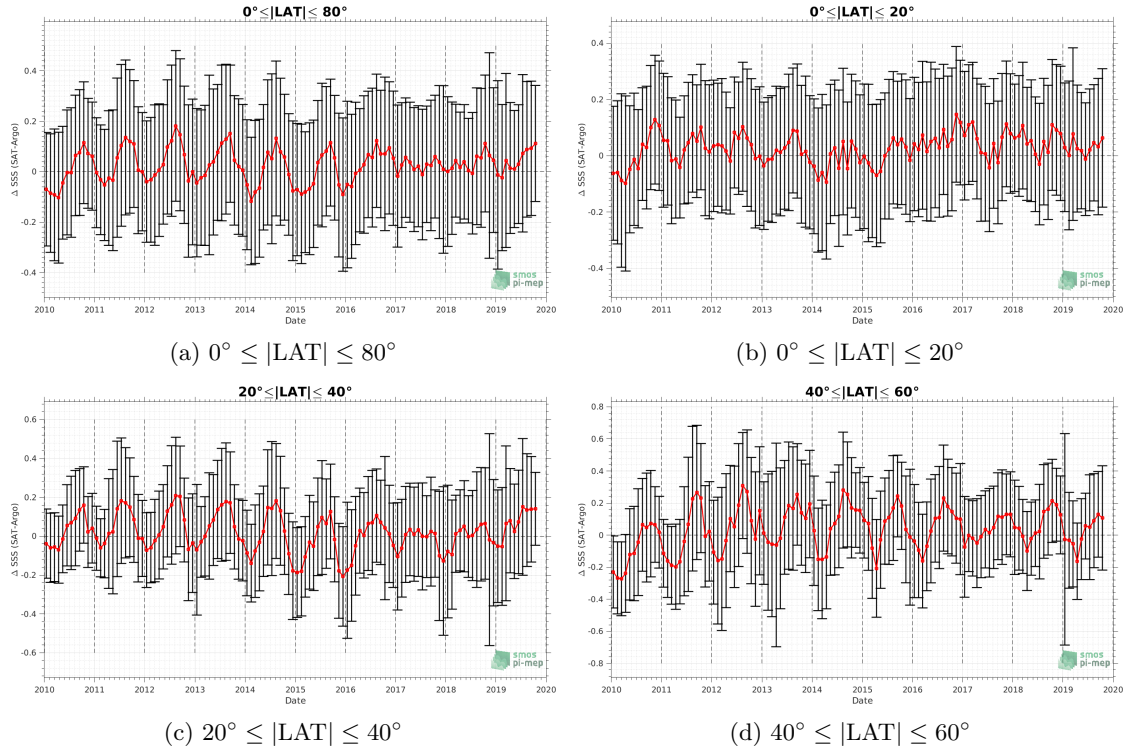 0°≤|LAT|≤ 80°
0.4
0.2
0
-0.2
-0.4
Δ SSS (SAT-Argo)
2010 2011 2012 2013 2014 2015 2016 2017 2018 2019 2020
Date
smos
pi-mep
(a) 0° ≤ |LAT| ≤ 80°
0°≤|LAT|≤ 20°
0.4
0.2
0
-0.2
-0.4
Δ SSS (SAT-Argo)
2010 2011 2012 2013 2014 2015 2016 2017 2018 2019 2020
Date
smos
pi-mep
(b) 0° ≤ |LAT| ≤ 20°
20°≤|LAT|≤ 40°
0.6
0.4
0.2
0
-0.2
-0.4
-0.6
Δ SSS (SAT-Argo)
2010 2011 2012 2013 2014 2015 2016 2017 2018 2019 2020
Date
smos
pi-mep
(c) 20° ≤ |LAT| ≤ 40°
40°≤|LAT|≤ 60°
0.8
0.6
0.4
0.2
0
-0.2
-0.4
-0.6
-0.8
Δ SSS (SAT-Argo)
2010 2011 2012 2013 2014 2015 2016 2017 2018 2019 2020
Date
smos
pi-mep
(d) 40° ≤ |LAT| ≤ 60°